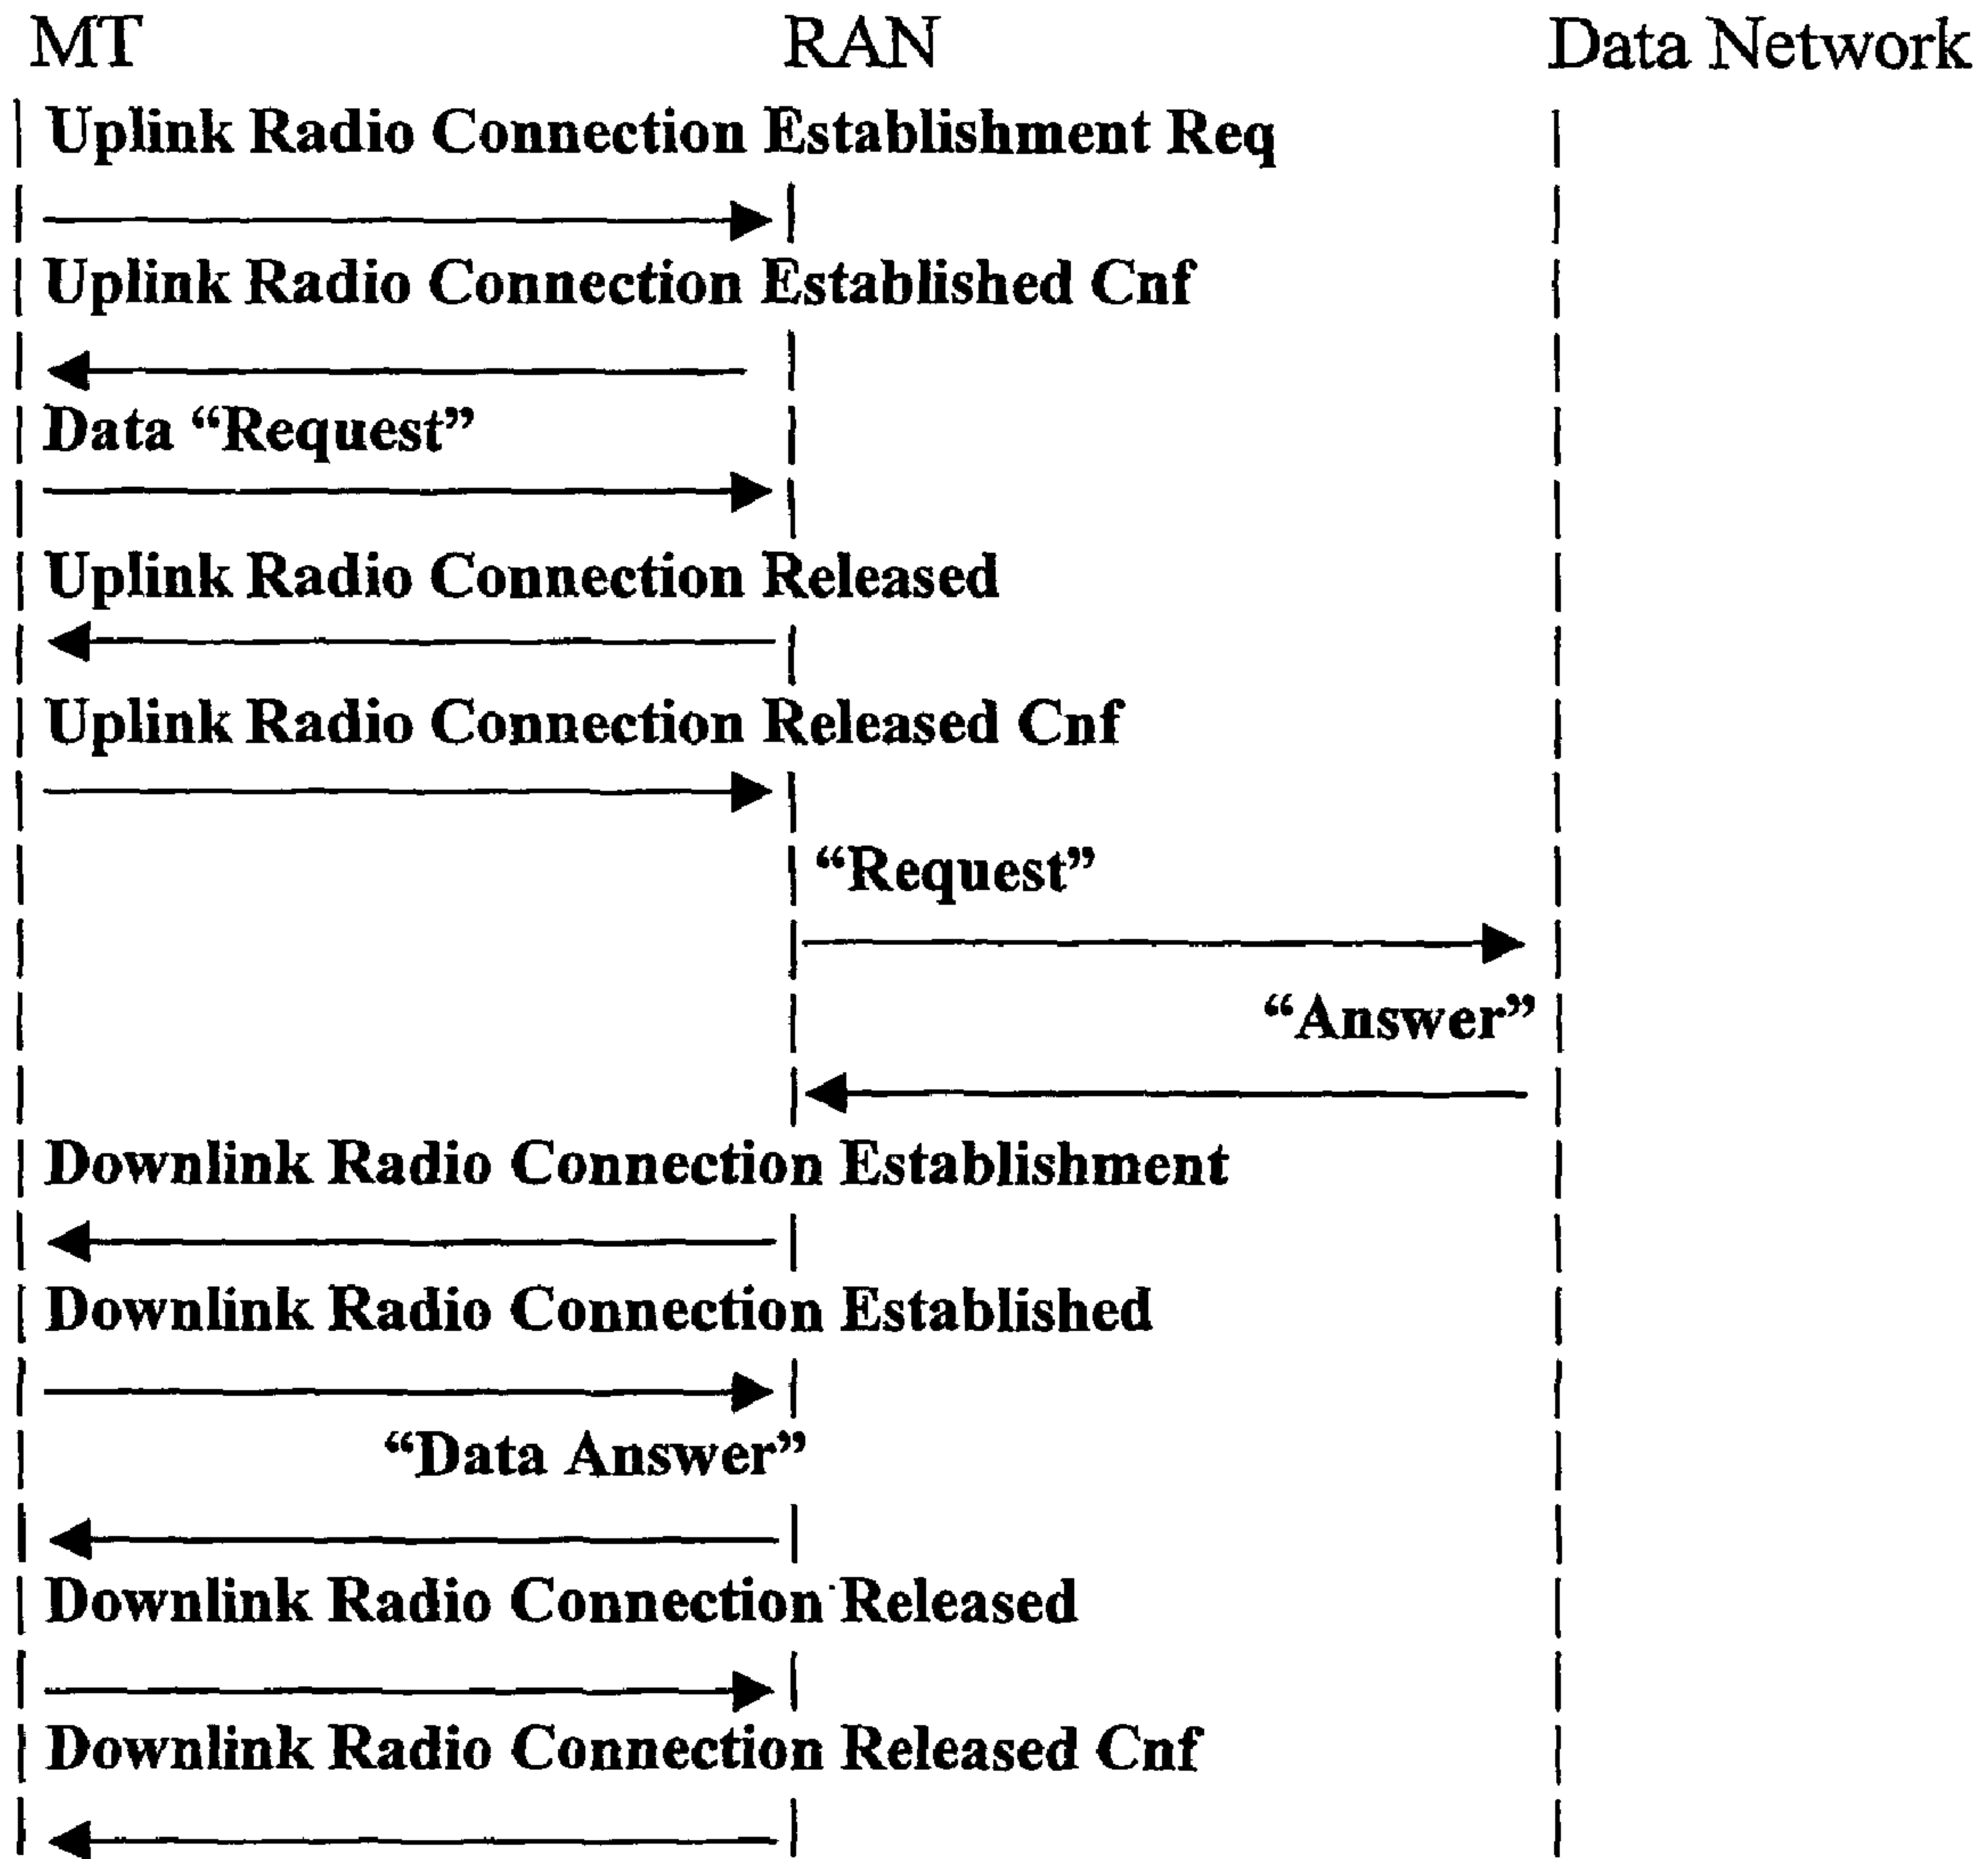 MT RAN Data Network
Uplink Radio Connection Establishment Req
Uplink Radio Connection Established Cnf
Data “Request”
Uplink Radio Connection Released
Uplink Radio Connection Released Cnf
“Request”
“Answer”
Downlink Radio Connection Establishment
Downlink Radio Connection Established
“Data Answer”
Downlink Radio Connection Released
Downlink Radio Connection Released Cnf